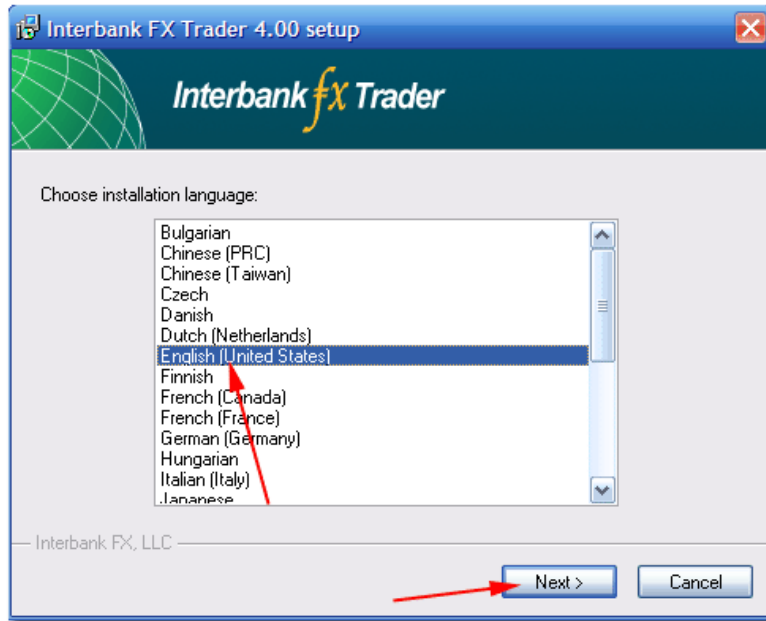 Interbank FX Trader 4.00 setup
Interbank fx Trader
Choose installation language:
Bulgarian
Chinese (PRC)
Chinese (Taiwan)
Czech
Danish
Dutch (Netherlands)
English (United States)
Finnish
French (Canada)
French (France)
German (Germany)
Hungarian
Italian (Italy)
Japanese
Interbank FX, LLC
Next >
Cancel